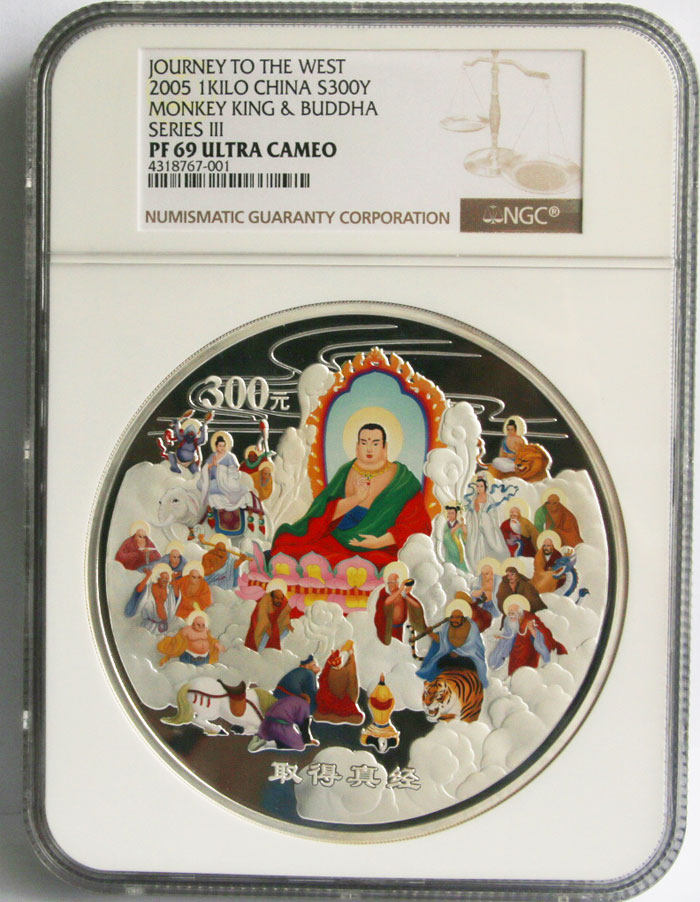 JOURNEY TO THE WEST
2005 1KILO CHINA S300Y
MONKEY KING & BUDDHA
SERIES III
PF 69 ULTRA CAMEO
4318767-001
NUMISMATIC GUARANTY CORPORATION
NGC®
300元
取得真经